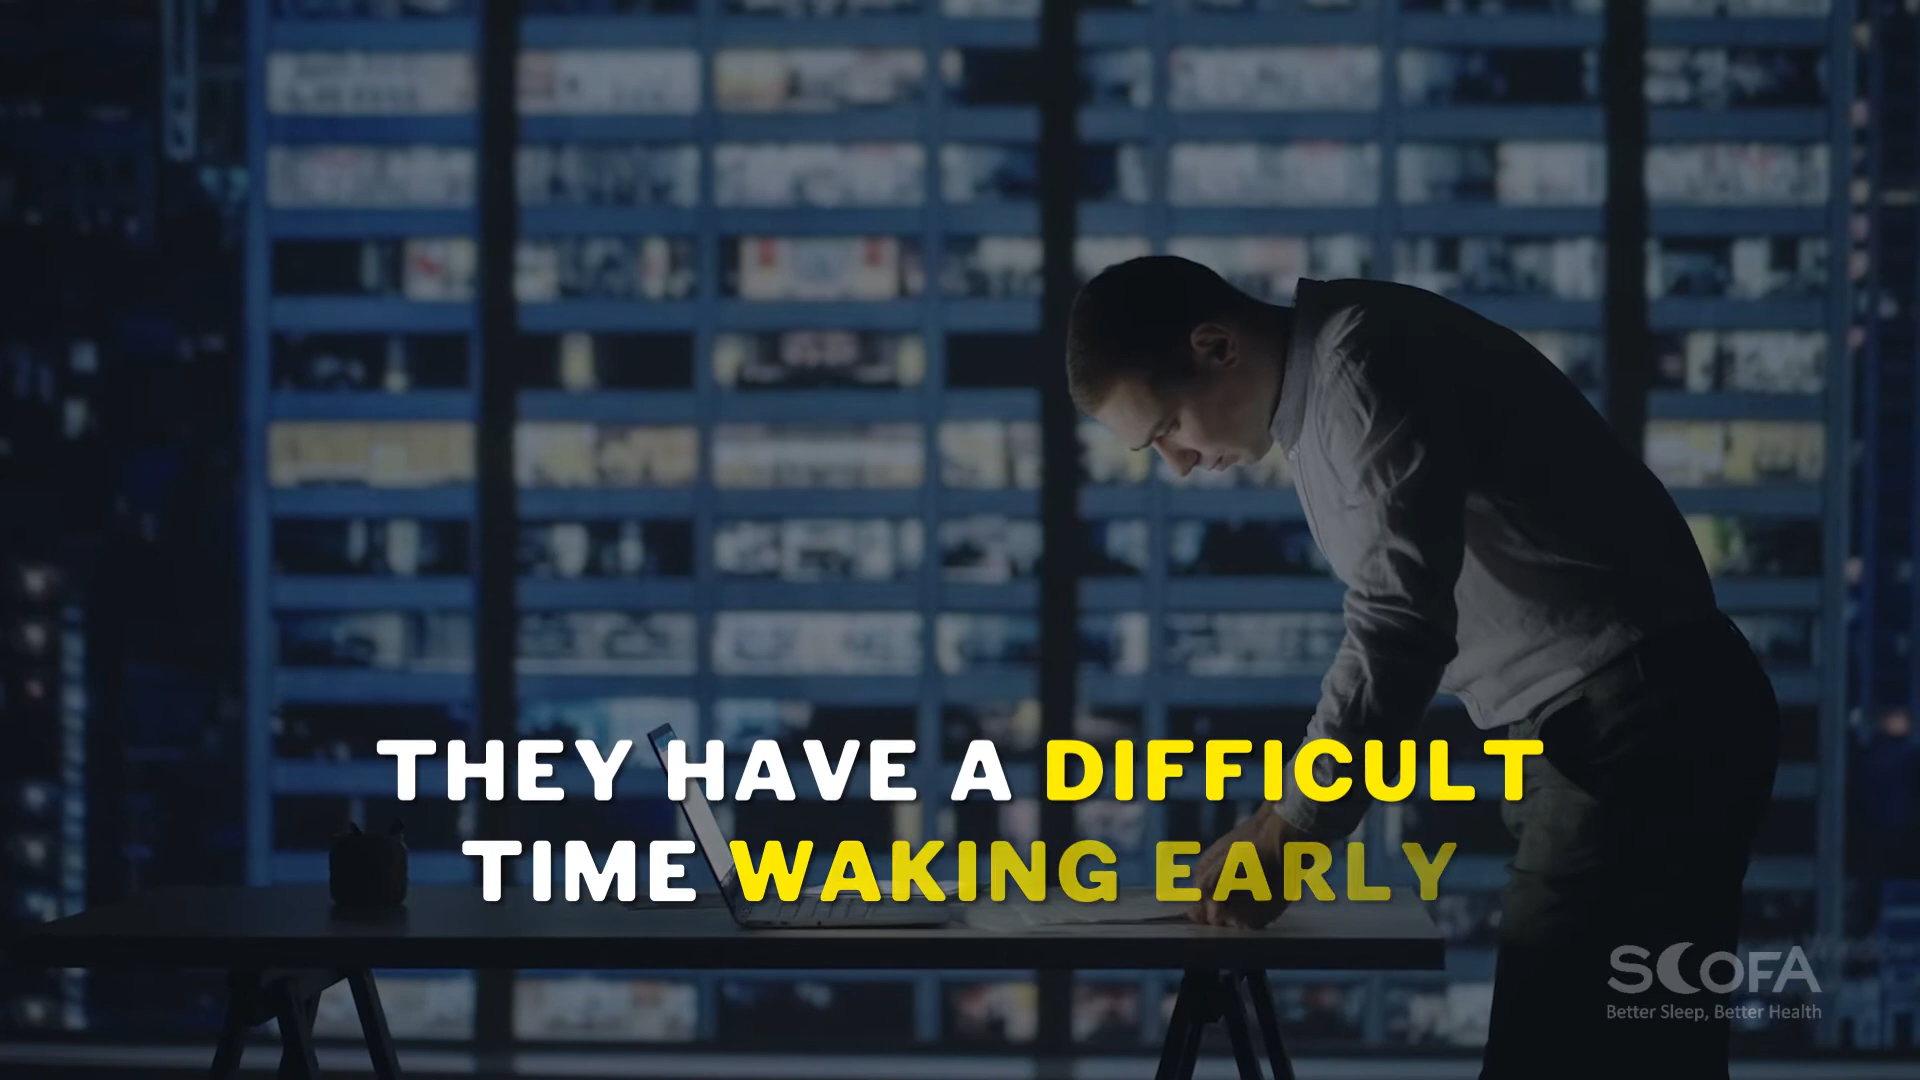 THEY HAVE A DIFFICULT
TIME WAKING EARLY
SCOFA
Better Sleep, Better Health